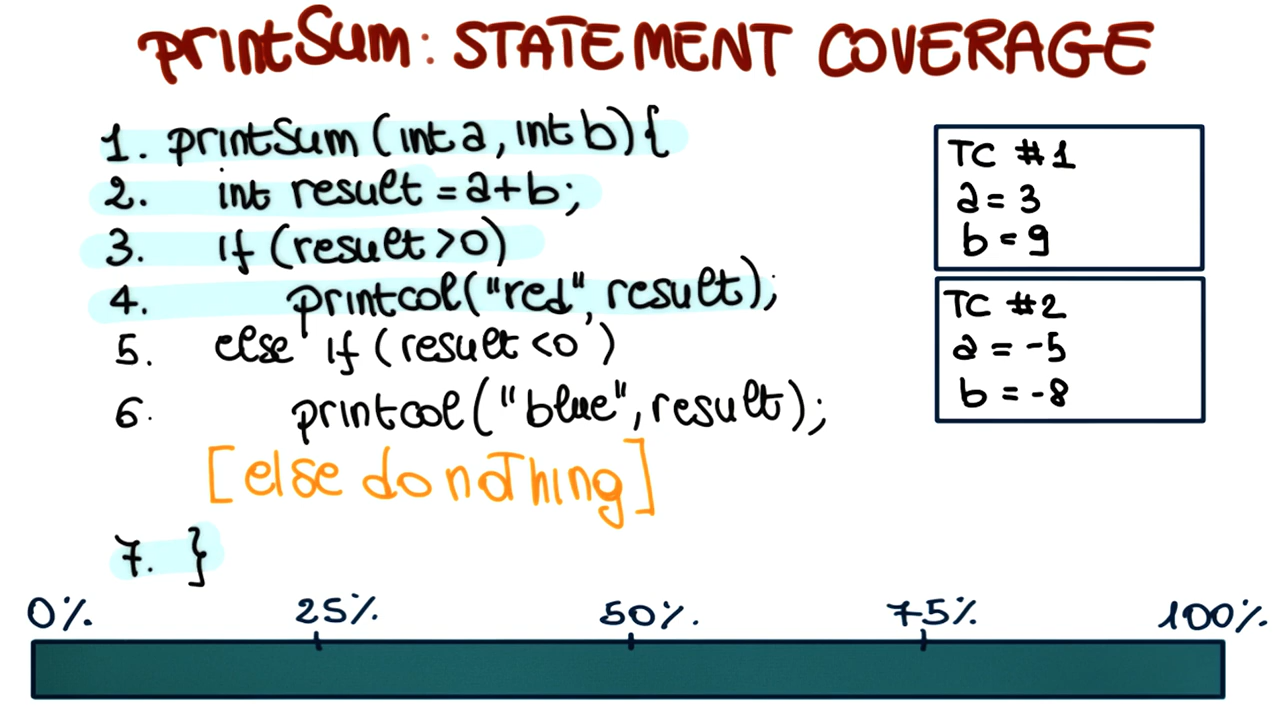 printSum: STATEMENT COVERAGE
1. printSum (int a, int b) {
2. int result = a+b;
3. if (result >0)
4. printcol("red", result);
5. else if (result <0)
6. printcol("blue", result);
[else do nothing]
7. }
TC #1
a = 3
b = 9
TC #2
a = -5
b = -8
0% 25% 50% 75% 100%